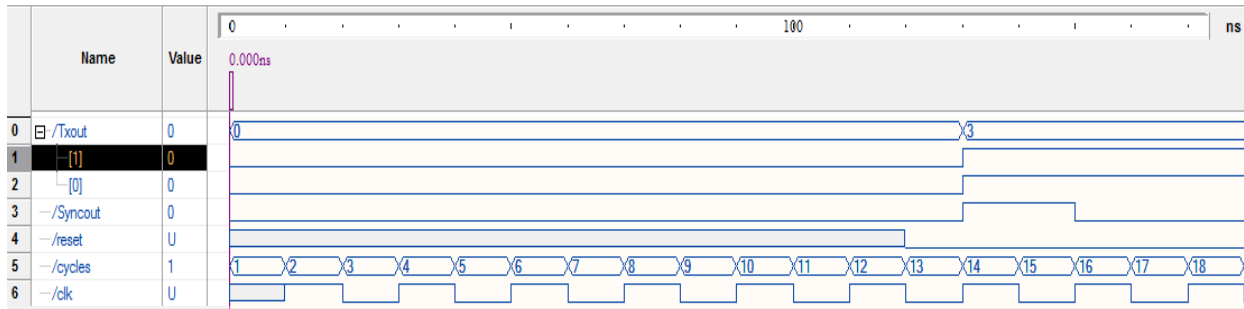 0 100 ns
Name Value 0.000ns
0 /Txout 0 0 3
1 [1] 0
2 [0] 0
3 /Syncout 0
4 /reset U
5 /cycles 1 1 2 3 4 5 6 7 8 9 10 11 12 13 14 15 16 17 18
6 /clk U